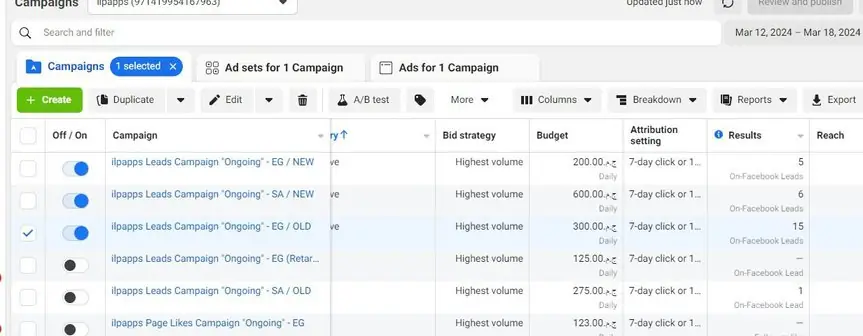 Campaigns ilpapps (971419954167963) Updated just now Review and publish
Search and filter Mar 12, 2024 – Mar 18, 2024
Campaigns 1 selected × Ad sets for 1 Campaign Ads for 1 Campaign
+ Create Duplicate Edit A/B test More Columns Breakdown Reports Export
Off / On Campaign ry↑ Bid strategy Budget Attribution setting Results Reach
ilpapps Leads Campaign "Ongoing" - EG / NEW ve Highest volume 200.00ج.م. 7-day click or 1... 5
Daily On-Facebook Leads
ilpapps Leads Campaign "Ongoing" - SA / NEW ve Highest volume 600.00ج.م. 7-day click or 1... 6
Daily On-Facebook Leads
ilpapps Leads Campaign "Ongoing" - EG / OLD ve Highest volume 300.00ج.م. 7-day click or 1... 15
Daily On-Facebook Leads
ilpapps Leads Campaign "Ongoing" - EG (Retar... Highest volume 125.00ج.م. 7-day click or 1... —
Daily On-Facebook Lead
ilpapps Leads Campaign "Ongoing" - SA / OLD Highest volume 275.00ج.م. 7-day click or 1... 1
Daily On-Facebook Lead
ilpapps Page Likes Campaign "Ongoing" - EG Highest volume 123.00ج.م. 7-day click or 1... —